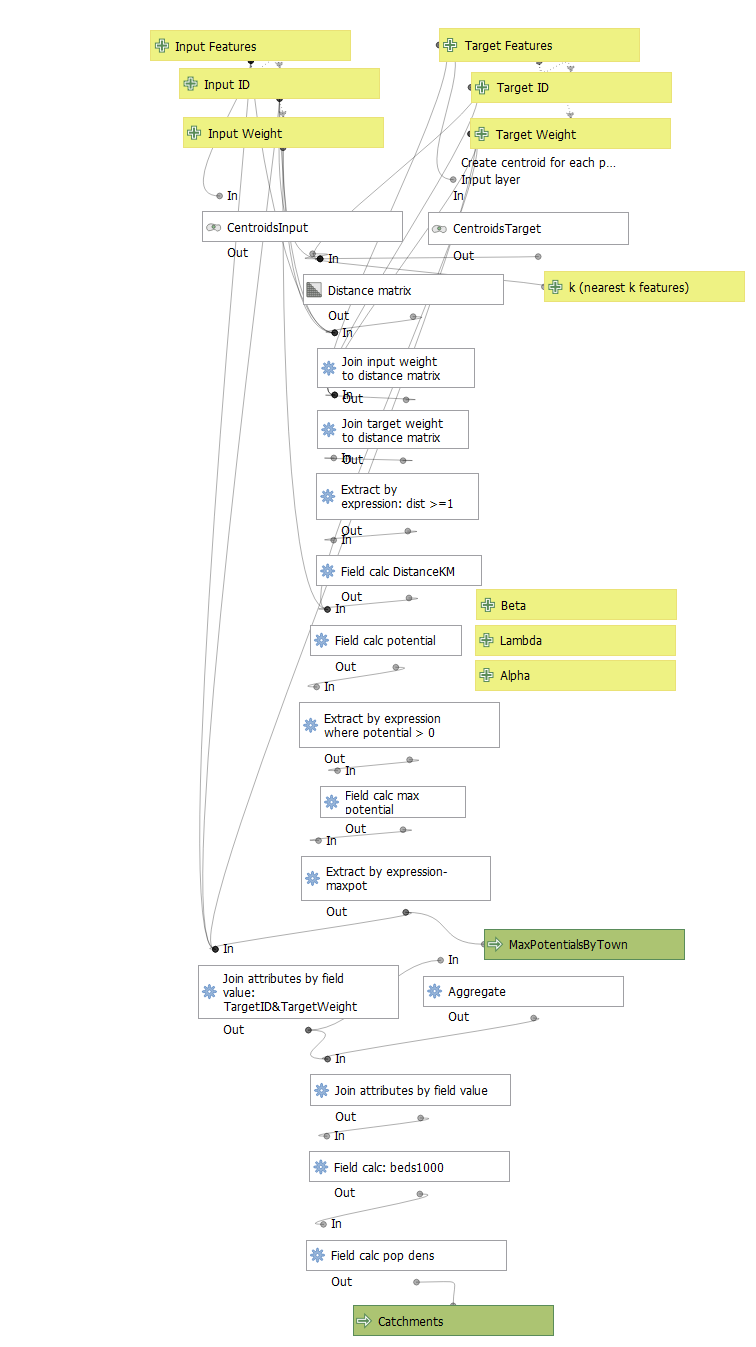 Input Features
Target Features
Input ID
Target ID
Input Weight
Target Weight
Create centroid for each p...
Input layer
In
In
CentroidsInput
CentroidsTarget
Out
Out
In
Distance matrix
k (nearest k features)
Out
In
Join input weight
to distance matrix
In
Out
Join target weight
to distance matrix
In
Out
Extract by
expression: dist >=1
Out
In
Field calc DistanceKM
Out
In
Beta
Field calc potential
Lambda
Out
Alpha
In
Extract by expression
where potential > 0
Out
In
Field calc max
potential
Out
In
Extract by expression-
maxpot
Out
MaxPotentialsByTown
In
In
Join attributes by field
value:
TargetID&TargetWeight
Aggregate
Out
Out
In
Join attributes by field value
Out
In
Field calc: beds1000
Out
In
Field calc pop dens
Out
Catchments